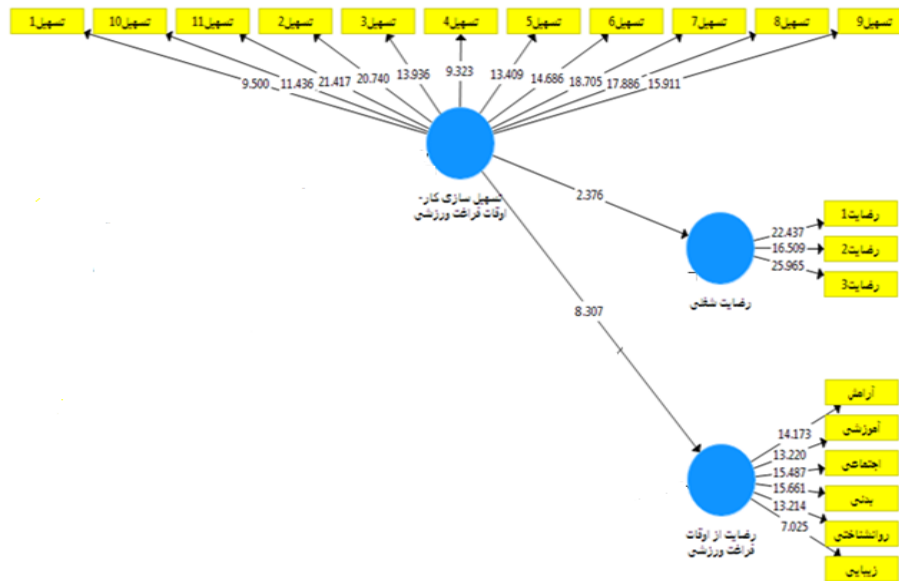 تسهیل1
تسهیل10
تسهیل11
تسهیل2
تسهیل3
تسهیل4
تسهیل5
تسهیل6
تسهیل7
تسهیل8
تسهیل9
9.500
11.436
21.417
20.740
13.936
9.323
13.409
14.686
18.705
17.886
15.911
تسهیل سازی کار-
اوقات فراغت ورزشی
2.376
8.307
22.437
16.509
25.965
رضایت1
رضایت2
رضایت3
رضایت شغلی
14.173
13.220
15.487
15.661
13.214
7.025
آرامش
آموزشی
اجتماعی
بدنی
روانشناختی
زیبایی
رضایت از اوقات
فراغت ورزشی